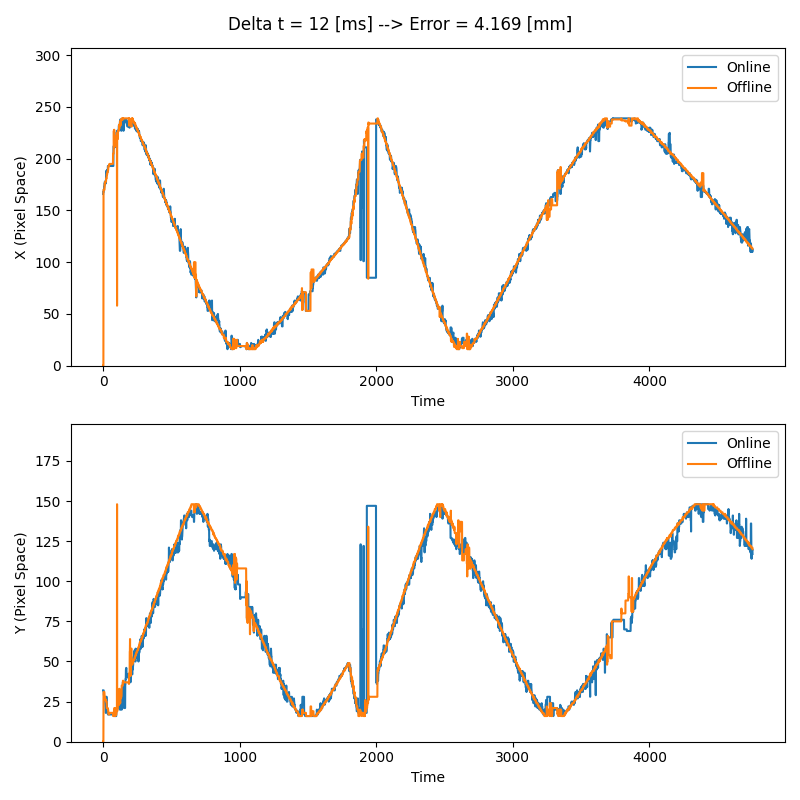 Delta t = 12 [ms] --> Error = 4.169 [mm]
300
250
200
150
100
50
0
X (Pixel Space)
Online
Offline
0
1000
2000
3000
4000
Time
175
150
125
100
75
50
25
0
Y (Pixel Space)
Online
Offline
0
1000
2000
3000
4000
Time